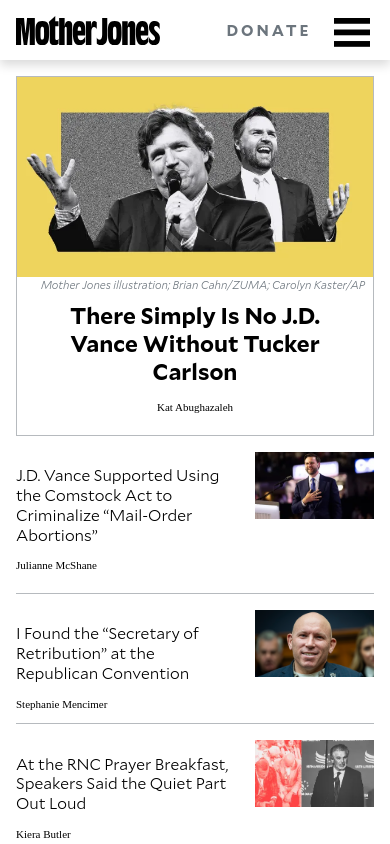 Mother Jones
DONATE
Mother Jones illustration; Brian Cahn/ZUMA; Carolyn Kaster/AP
There Simply Is No J.D.
Vance Without Tucker
Carlson
Kat Abughazaleh
J.D. Vance Supported Using
the Comstock Act to
Criminalize “Mail-Order
Abortions”
Julianne McShane
I Found the “Secretary of
Retribution” at the
Republican Convention
Stephanie Mencimer
At the RNC Prayer Breakfast,
Speakers Said the Quiet Part
Out Loud
Kiera Butler